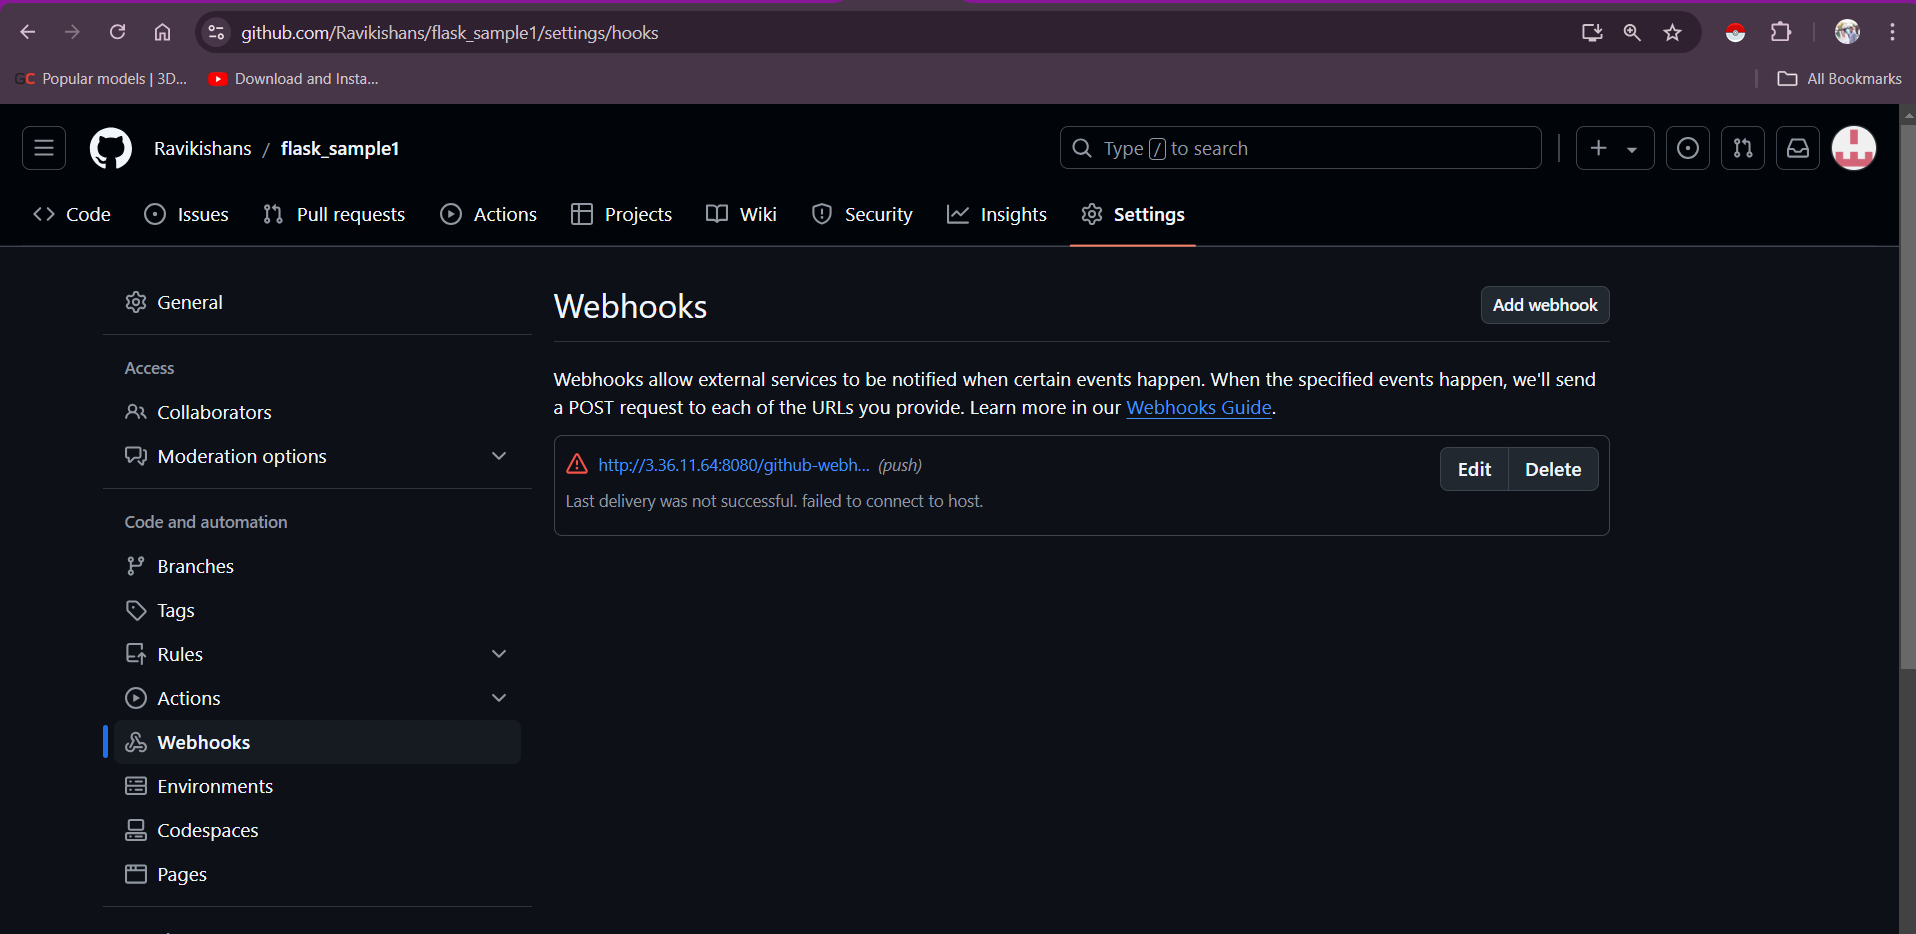 github.com/Ravikishans/flask_sample1/settings/hooks
GC Popular models | 3D... Download and Insta... All Bookmarks
Ravikishans / flask_sample1 Type / to search
Code Issues Pull requests Actions Projects Wiki Security Insights Settings
General
Access
Collaborators
Moderation options
Code and automation
Branches
Tags
Rules
Actions
Webhooks
Environments
Codespaces
Pages
Webhooks Add webhook
Webhooks allow external services to be notified when certain events happen. When the specified events happen, we'll send
a POST request to each of the URLs you provide. Learn more in our Webhooks Guide.
http://3.36.11.64:8080/github-webh... (push) Edit Delete
Last delivery was not successful. failed to connect to host.